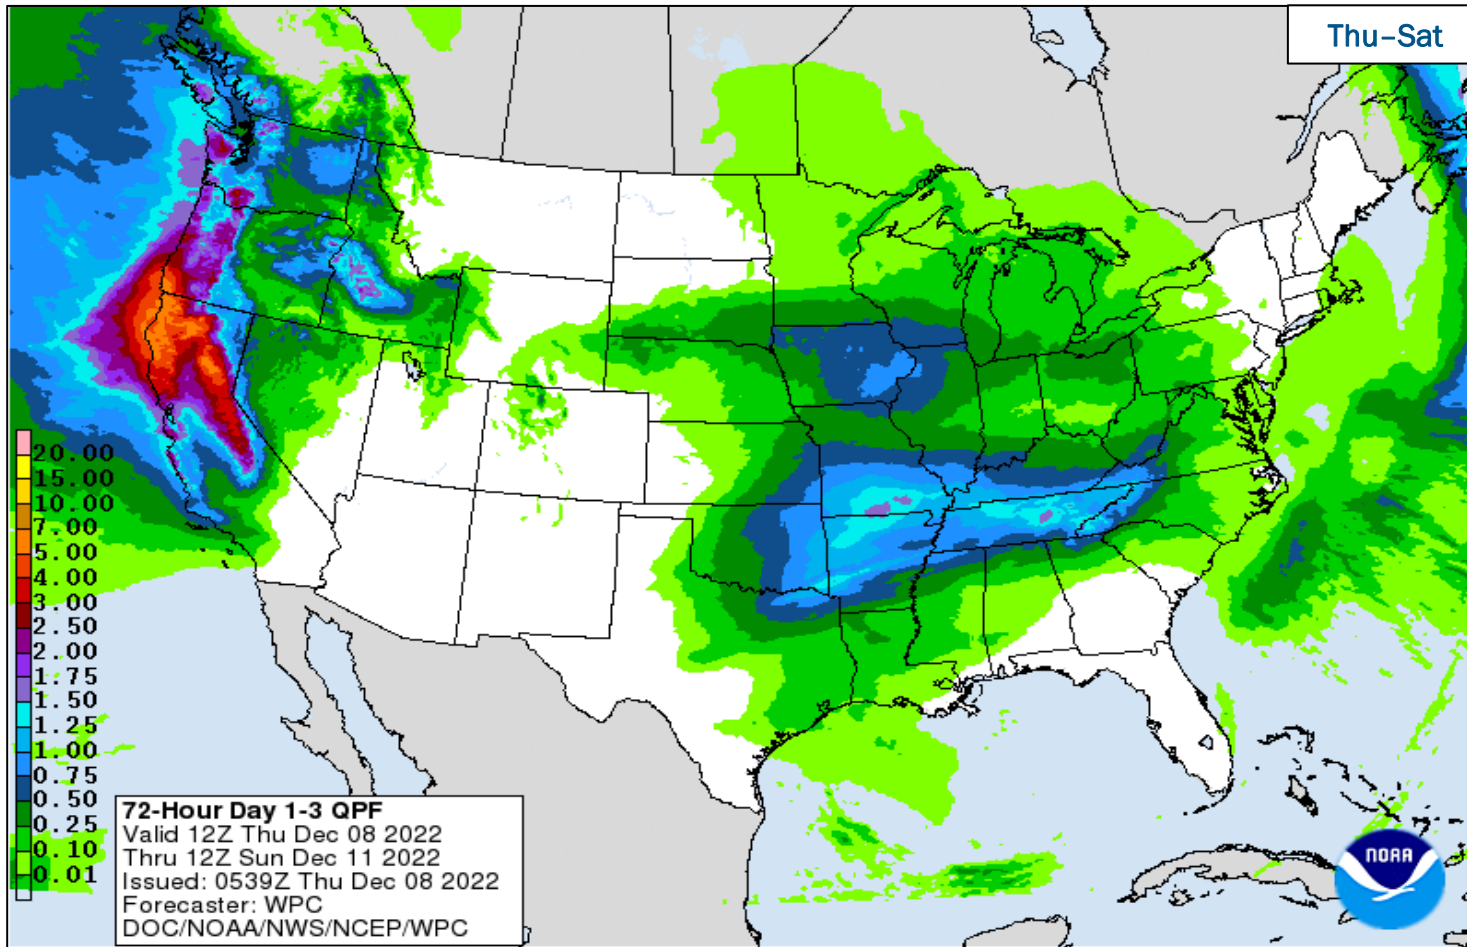 Thu–Sat
20.00
15.00
10.00
7.00
5.00
4.00
3.00
2.50
2.00
1.75
1.50
1.25
1.00
0.75
0.50
0.25
0.10
0.01
72-Hour Day 1-3 QPF
Valid 12Z Thu Dec 08 2022
Thru 12Z Sun Dec 11 2022
Issued: 0539Z Thu Dec 08 2022
Forecaster: WPC
DOC/NOAA/NWS/NCEP/WPC
NOAA